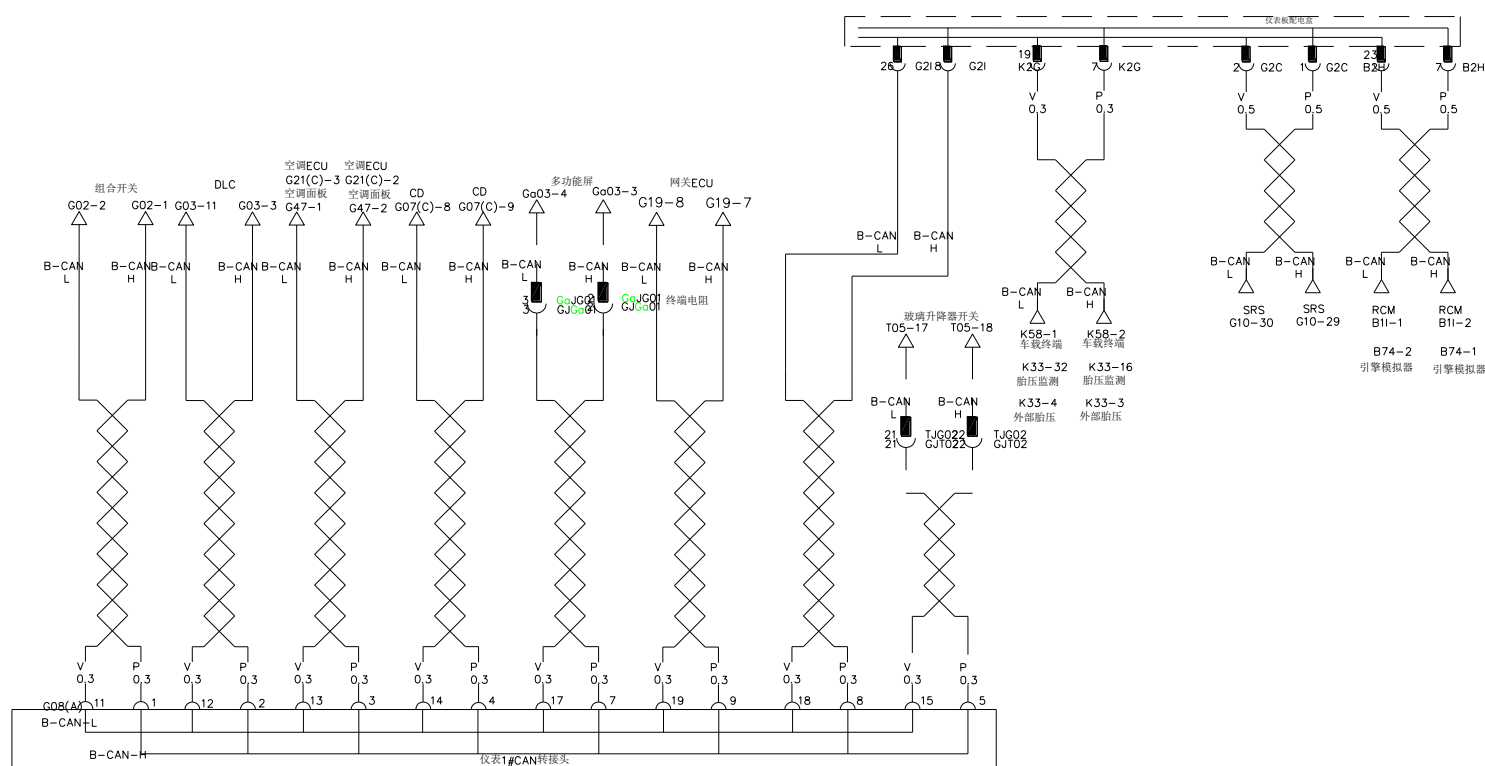 仪表板配电盒
26 G2I 8 G2I
19 K2G 7 K2G
2 G2C 1 G2C
23 B2H 7 B2H
V P
0.3 0.3
V P
0.5 0.5
V P
0.5 0.5
组合开关
G02-2 G02-1
DLC
G03-11 G03-3
空调ECU 空调ECU
G21(C)-3 G21(C)-2
空调面板 空调面板
G47-1 G47-2
CD CD
G07(C)-8 G07(C)-9
多功能屏
Ga03-4 Ga03-3
网关ECU
G19-8 G19-7
B-CAN L B-CAN H
B-CAN L B-CAN H
B-CAN L B-CAN H
B-CAN L B-CAN H
B-CAN L B-CAN H
B-CAN L B-CAN H
B-CAN L B-CAN H
3 GaJG01 2 GaJG01 终端电阻
3 GJGa01 2 GJGa01
B-CAN L B-CAN H
K58-1 K58-2
车载终端 车载终端
K33-32 K33-16
胎压监测 胎压监测
K33-4 K33-3
外部胎压 外部胎压
B-CAN L B-CAN H
SRS SRS
G10-30 G10-29
B-CAN L B-CAN H
RCM RCM
B1I-1 B1I-2
B74-2 B74-1
引擎模拟器 引擎模拟器
玻璃升降器开关
T05-17 T05-18
B-CAN L B-CAN H
21 TJG02 22 TJG02
21 GJT02 22 GJT02
V P V P V P V P V P V P V P V P
0.3 0.3 0.3 0.3 0.3 0.3 0.3 0.3 0.3 0.3 0.3 0.3 0.3 0.3 0.3 0.3
G08(A) 11 1 12 2 13 3 14 4 17 7 19 9 18 8 15 5
B-CAN-L
B-CAN-H
仪表1#CAN转接头